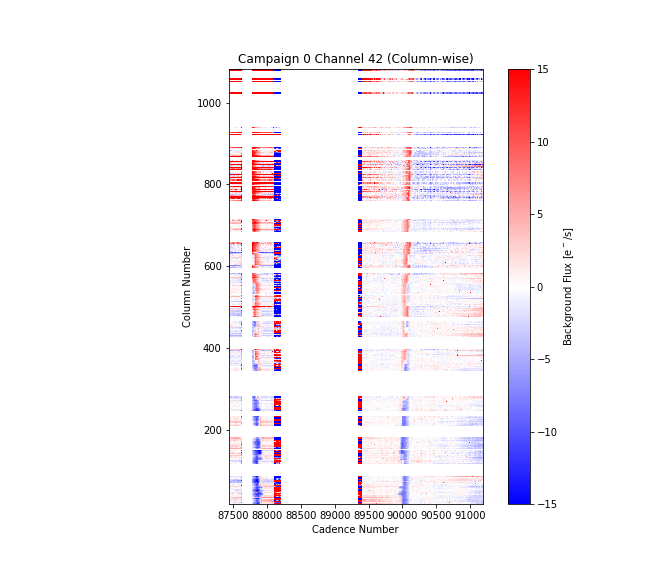 Campaign 0 Channel 42 (Column-wise)
1000
800
600
400
200
Column Number
87500 88000 88500 89000 89500 90000 90500 91000
Cadence Number
15
10
5
0
−5
−10
−15
Background Flux [e⁻/s]